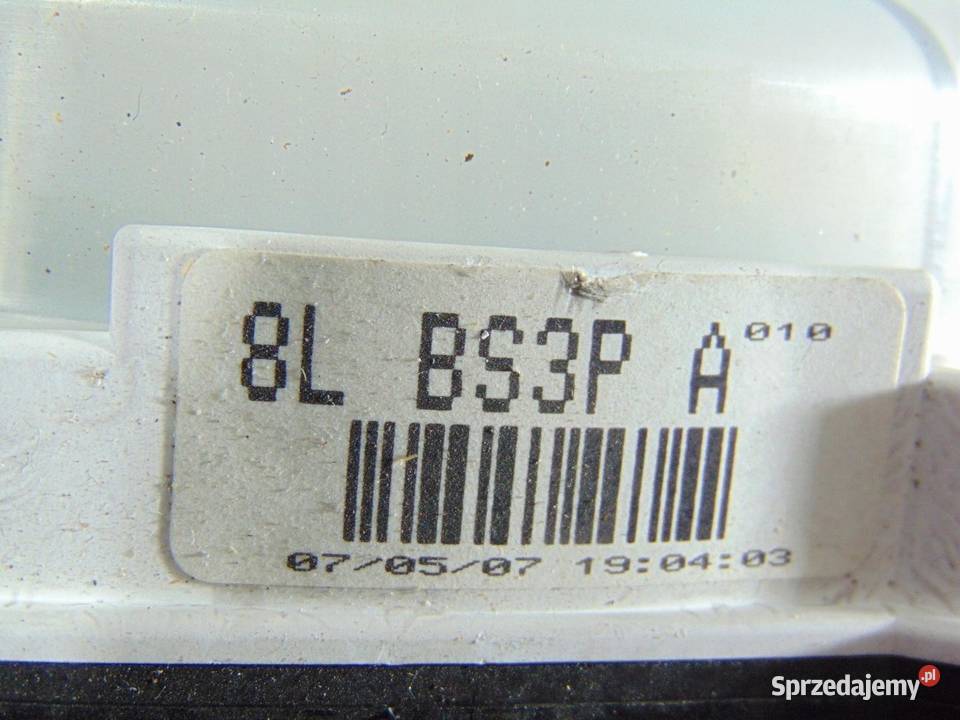 8L BS3P A 010
07/05/07 19:04:03
Sprzedajemy.pl